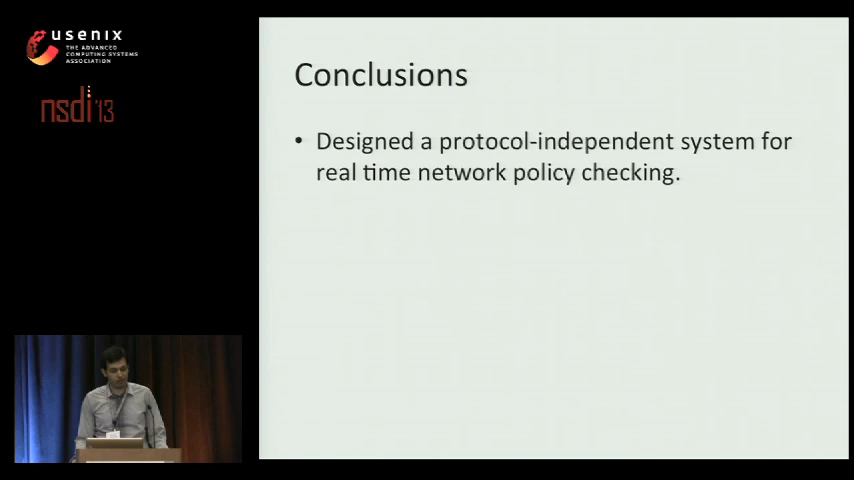 usenix
THE ADVANCED
COMPUTING SYSTEMS
ASSOCIATION
nsdi '13
Conclusions
• Designed a protocol-independent system for
real time network policy checking.